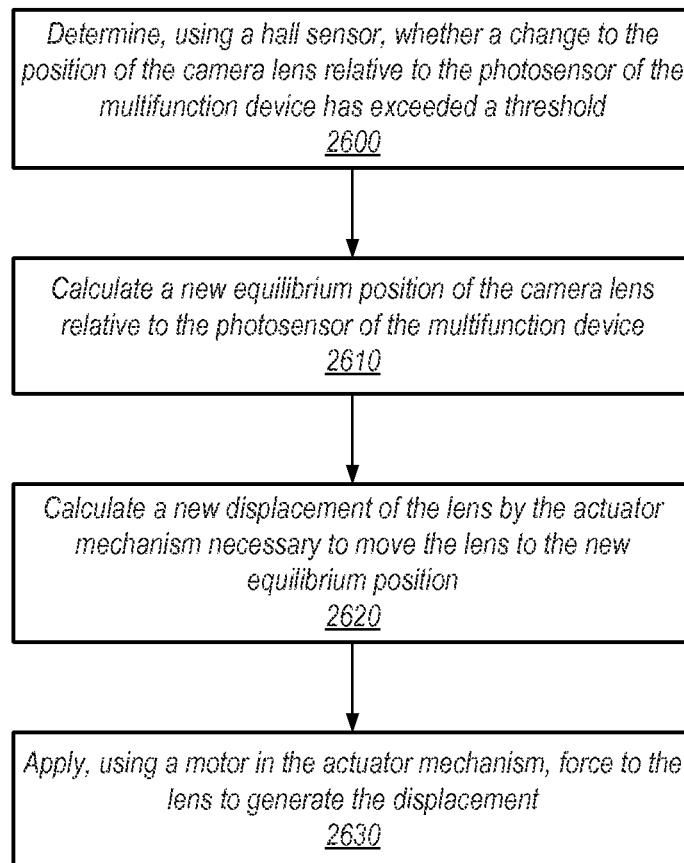 Determine, using a hall sensor, whether a change to the
position of the camera lens relative to the photosensor of the
multifunction device has exceeded a threshold
2600
Calculate a new equilibrium position of the camera lens
relative to the photosensor of the multifunction device
2610
Calculate a new displacement of the lens by the actuator
mechanism necessary to move the lens to the new
equilibrium position
2620
Apply, using a motor in the actuator mechanism, force to the
lens to generate the displacement
2630